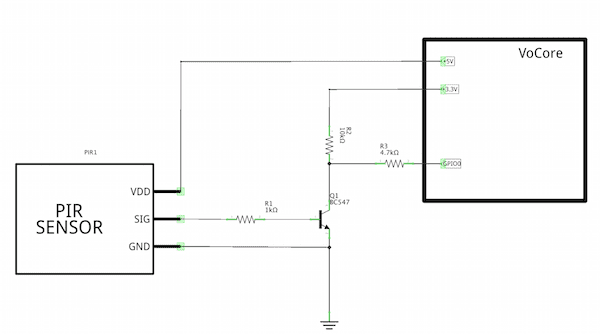 VoCore
+5V
+3.3V
R2
10kΩ
R3
4.7kΩ
GPIO0
PIR1
PIR
SENSOR
VDD
SIG
GND
R1
1kΩ
Q1
BC547